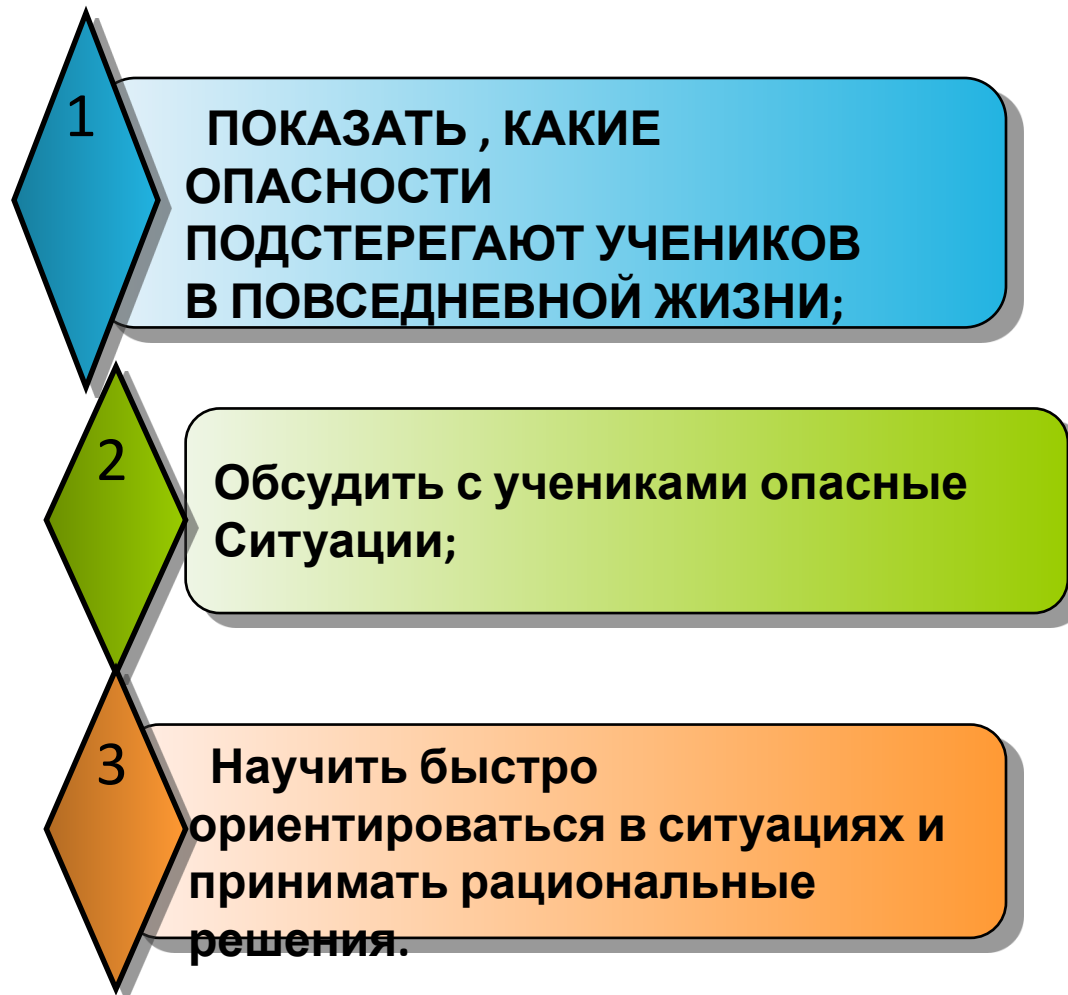 1
ПОКАЗАТЬ , КАКИЕ
ОПАСНОСТИ
ПОДСТЕРЕГАЮТ УЧЕНИКОВ
В ПОВСЕДНЕВНОЙ ЖИЗНИ;
2
Обсудить с учениками опасные
Ситуации;
3
Научить быстро
ориентироваться в ситуациях и
принимать рациональные
решения.